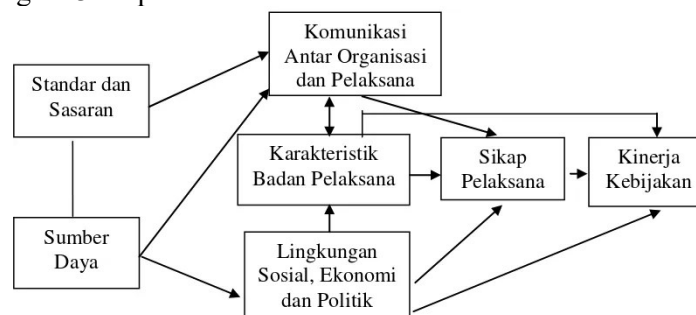 Komunikasi
Antar Organisasi
dan Pelaksana
Standar dan
Sasaran
Karakteristik
Badan Pelaksana
Sikap
Pelaksana
Kinerja
Kebijakan
Sumber
Daya
Lingkungan
Sosial, Ekonomi
dan Politik